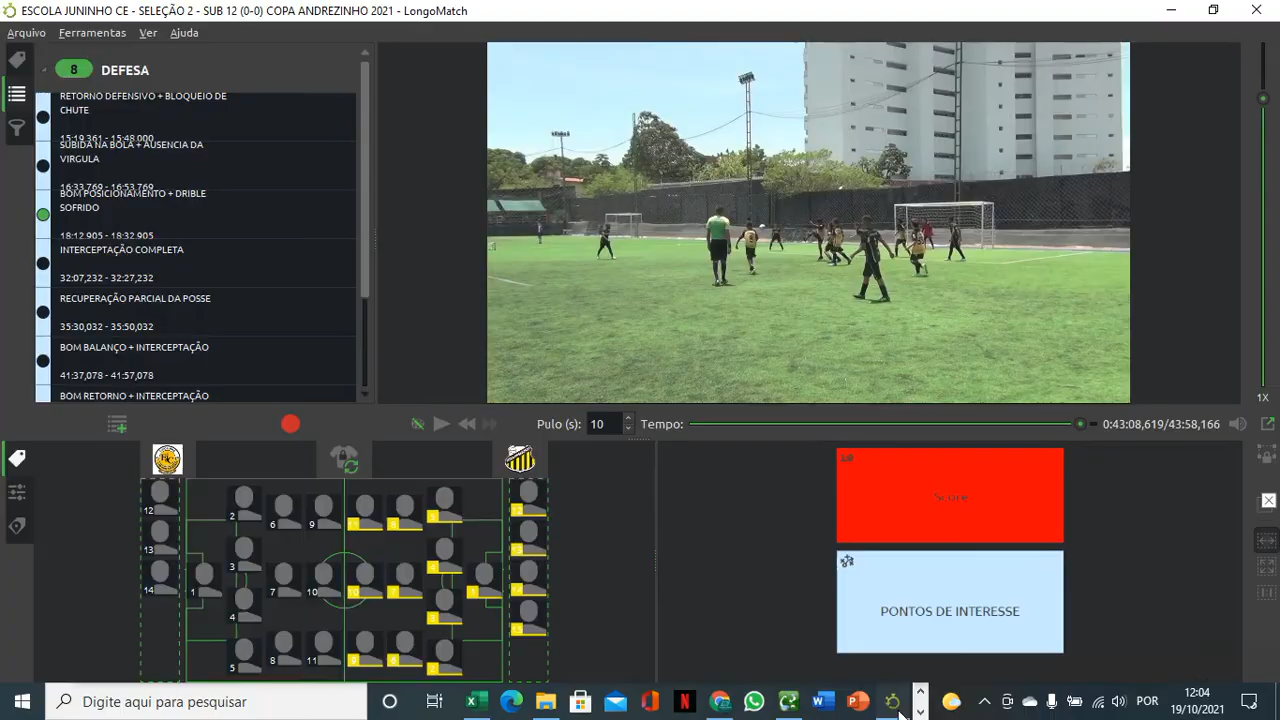 ESCOLA JUNINHO CE - SELEÇÃO 2 - SUB 12 (0-0) COPA ANDREZINHO 2021 - LongoMatch
Arquivo Ferramentas Ver Ajuda
8 DEFESA
RETORNO DEFENSIVO + BLOQUEIO DE
CHUTE
15:19,361 - 15:48,000
SUBIDA NA BOLA + AUSENCIA DA
VIRGULA
16:33,769 - 16:53,769
BOM POSICIONAMENTO + DRIBLE
SOFRIDO
18:12,905 - 18:32,905
INTERCEPTAÇÃO COMPLETA
32:07,232 - 32:27,232
RECUPERAÇÃO PARCIAL DA POSSE
35:30,032 - 35:50,032
BOM BALANÇO + INTERCEPTAÇÃO
41:37,078 - 41:57,078
BOM RETORNO + INTERCEPTAÇÃO
Pulo (s): 10 Tempo: 0:43:08,619/43:58,166 1X
Score
PONTOS DE INTERESSE
12 13 14
1 2 3 4 5 6 7 8 9 10 11
Digite aqui para pesquisar
POR
12:04
19/10/2021